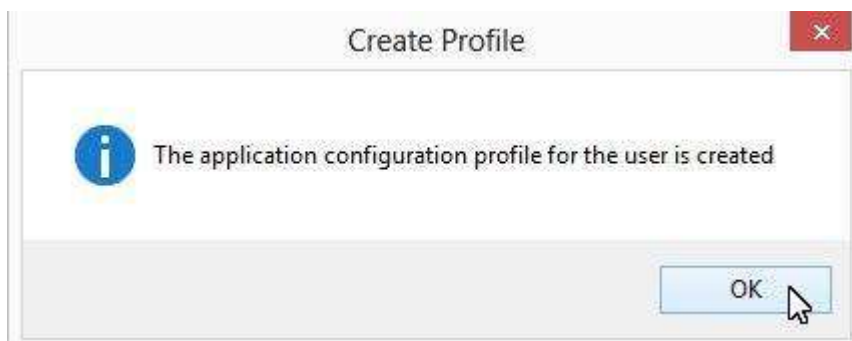 Create Profile
The application configuration profile for the user is created
OK